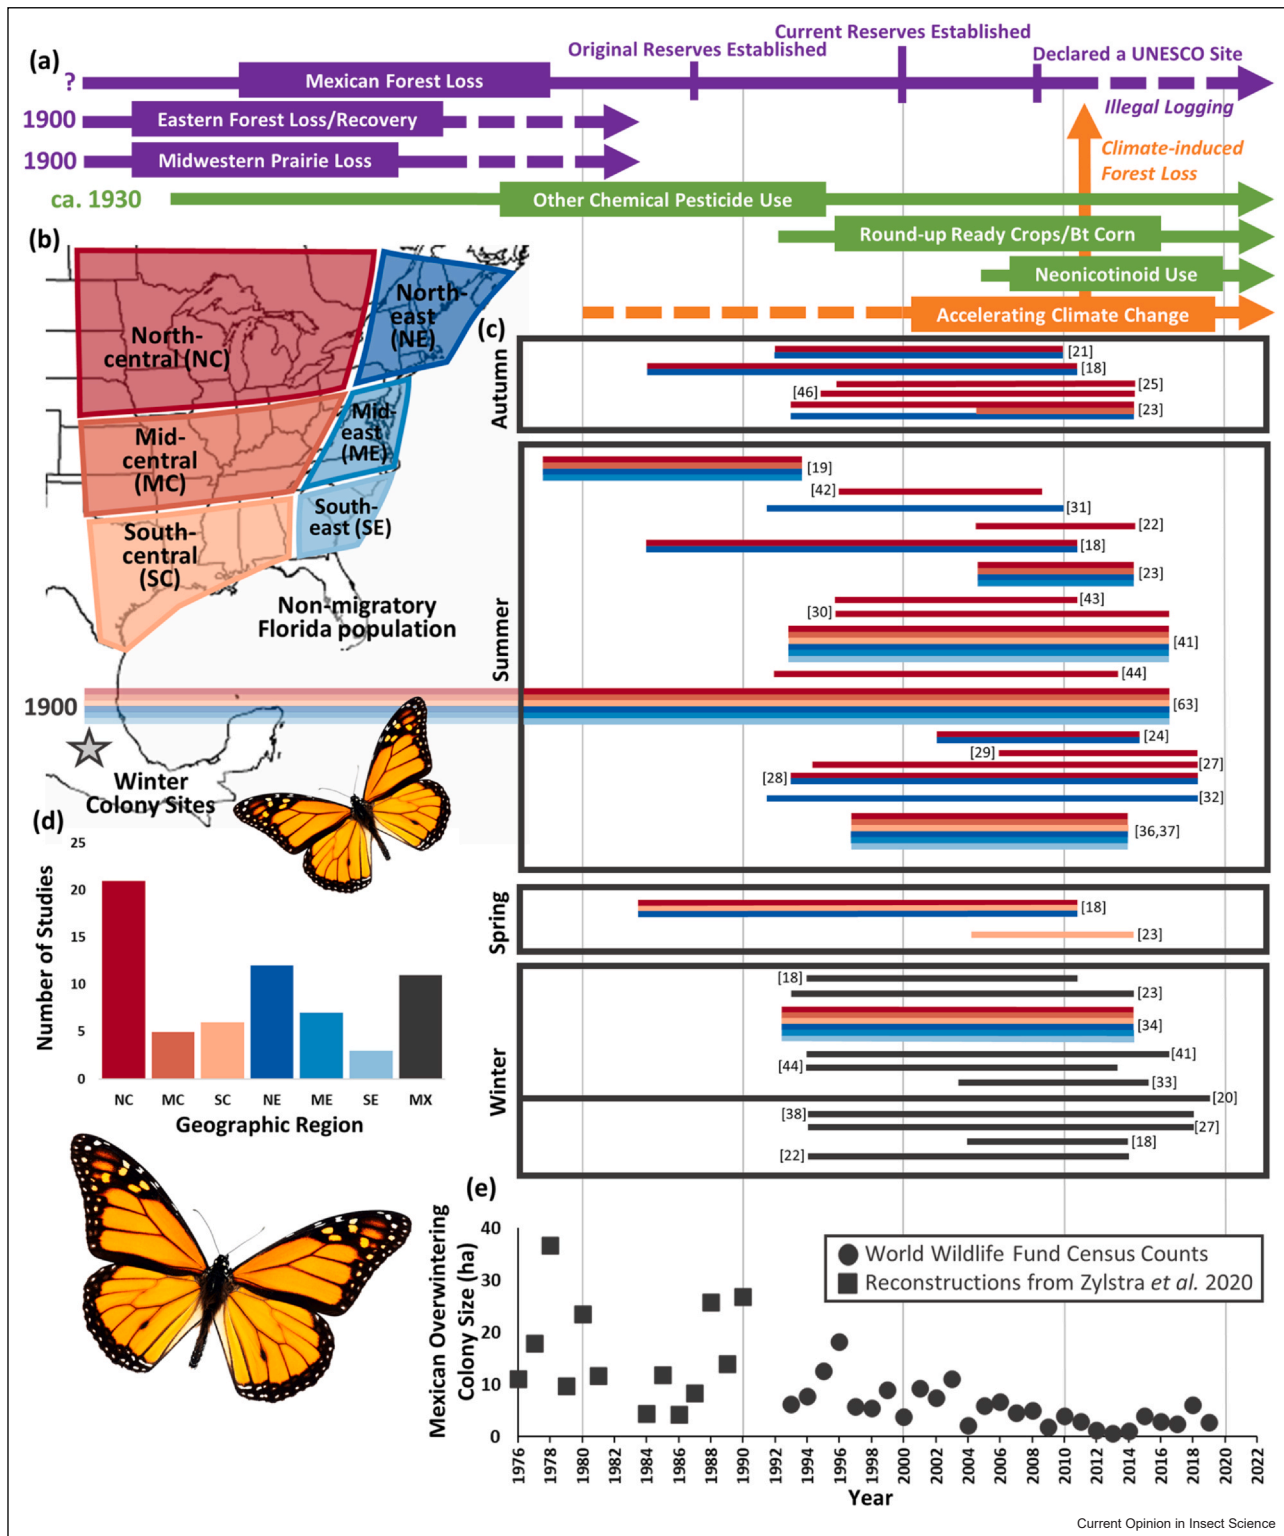 (a)
Original Reserves Established
Current Reserves Established
Declared a UNESCO Site
?
Mexican Forest Loss
Illegal Logging
1900
Eastern Forest Loss/Recovery
1900
Midwestern Prairie Loss
Climate-induced
Forest Loss
ca. 1930
Other Chemical Pesticide Use
Round-up Ready Crops/Bt Corn
Neonicotinoid Use
Accelerating Climate Change
(b)
North-
central (NC)
North-
east
(NE)
Mid-
central
(MC)
Mid-
east
(ME)
South-
central
(SC)
South-
east (SE)
Non-migratory
Florida population
1900
Winter
Colony Sites
(c)
Autumn
[21]
[18]
[25]
[46]
[23]
Summer
[19]
[42]
[31]
[22]
[18]
[23]
[43]
[30]
[41]
[44]
[63]
[24]
[29]
[27]
[28]
[32]
[36,37]
Spring
[18]
[23]
Winter
[18]
[23]
[34]
[41]
[44]
[33]
[20]
[38]
[27]
[18]
[22]
(d)
Number of Studies
25
20
15
10
5
0
NC MC SC NE ME SE MX
Geographic Region
(e)
Mexican Overwintering
Colony Size (ha)
40
30
20
10
0
World Wildlife Fund Census Counts
Reconstructions from Zylstra et al. 2020
1976 1978 1980 1982 1984 1986 1988 1990 1992 1994 1996 1998 2000 2002 2004 2006 2008 2010 2012 2014 2016 2018 2020 2022
Year
Current Opinion in Insect Science